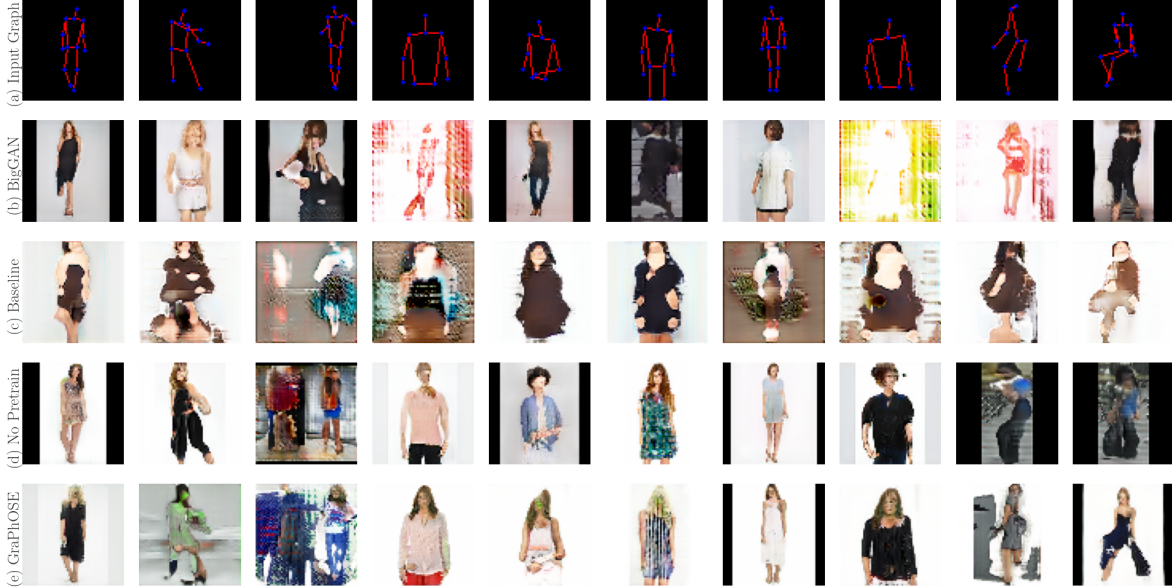 (a) Input Graph
(b) BigGAN
(c) Baseline
(d) No Pretrain
(e) GraPhOSE